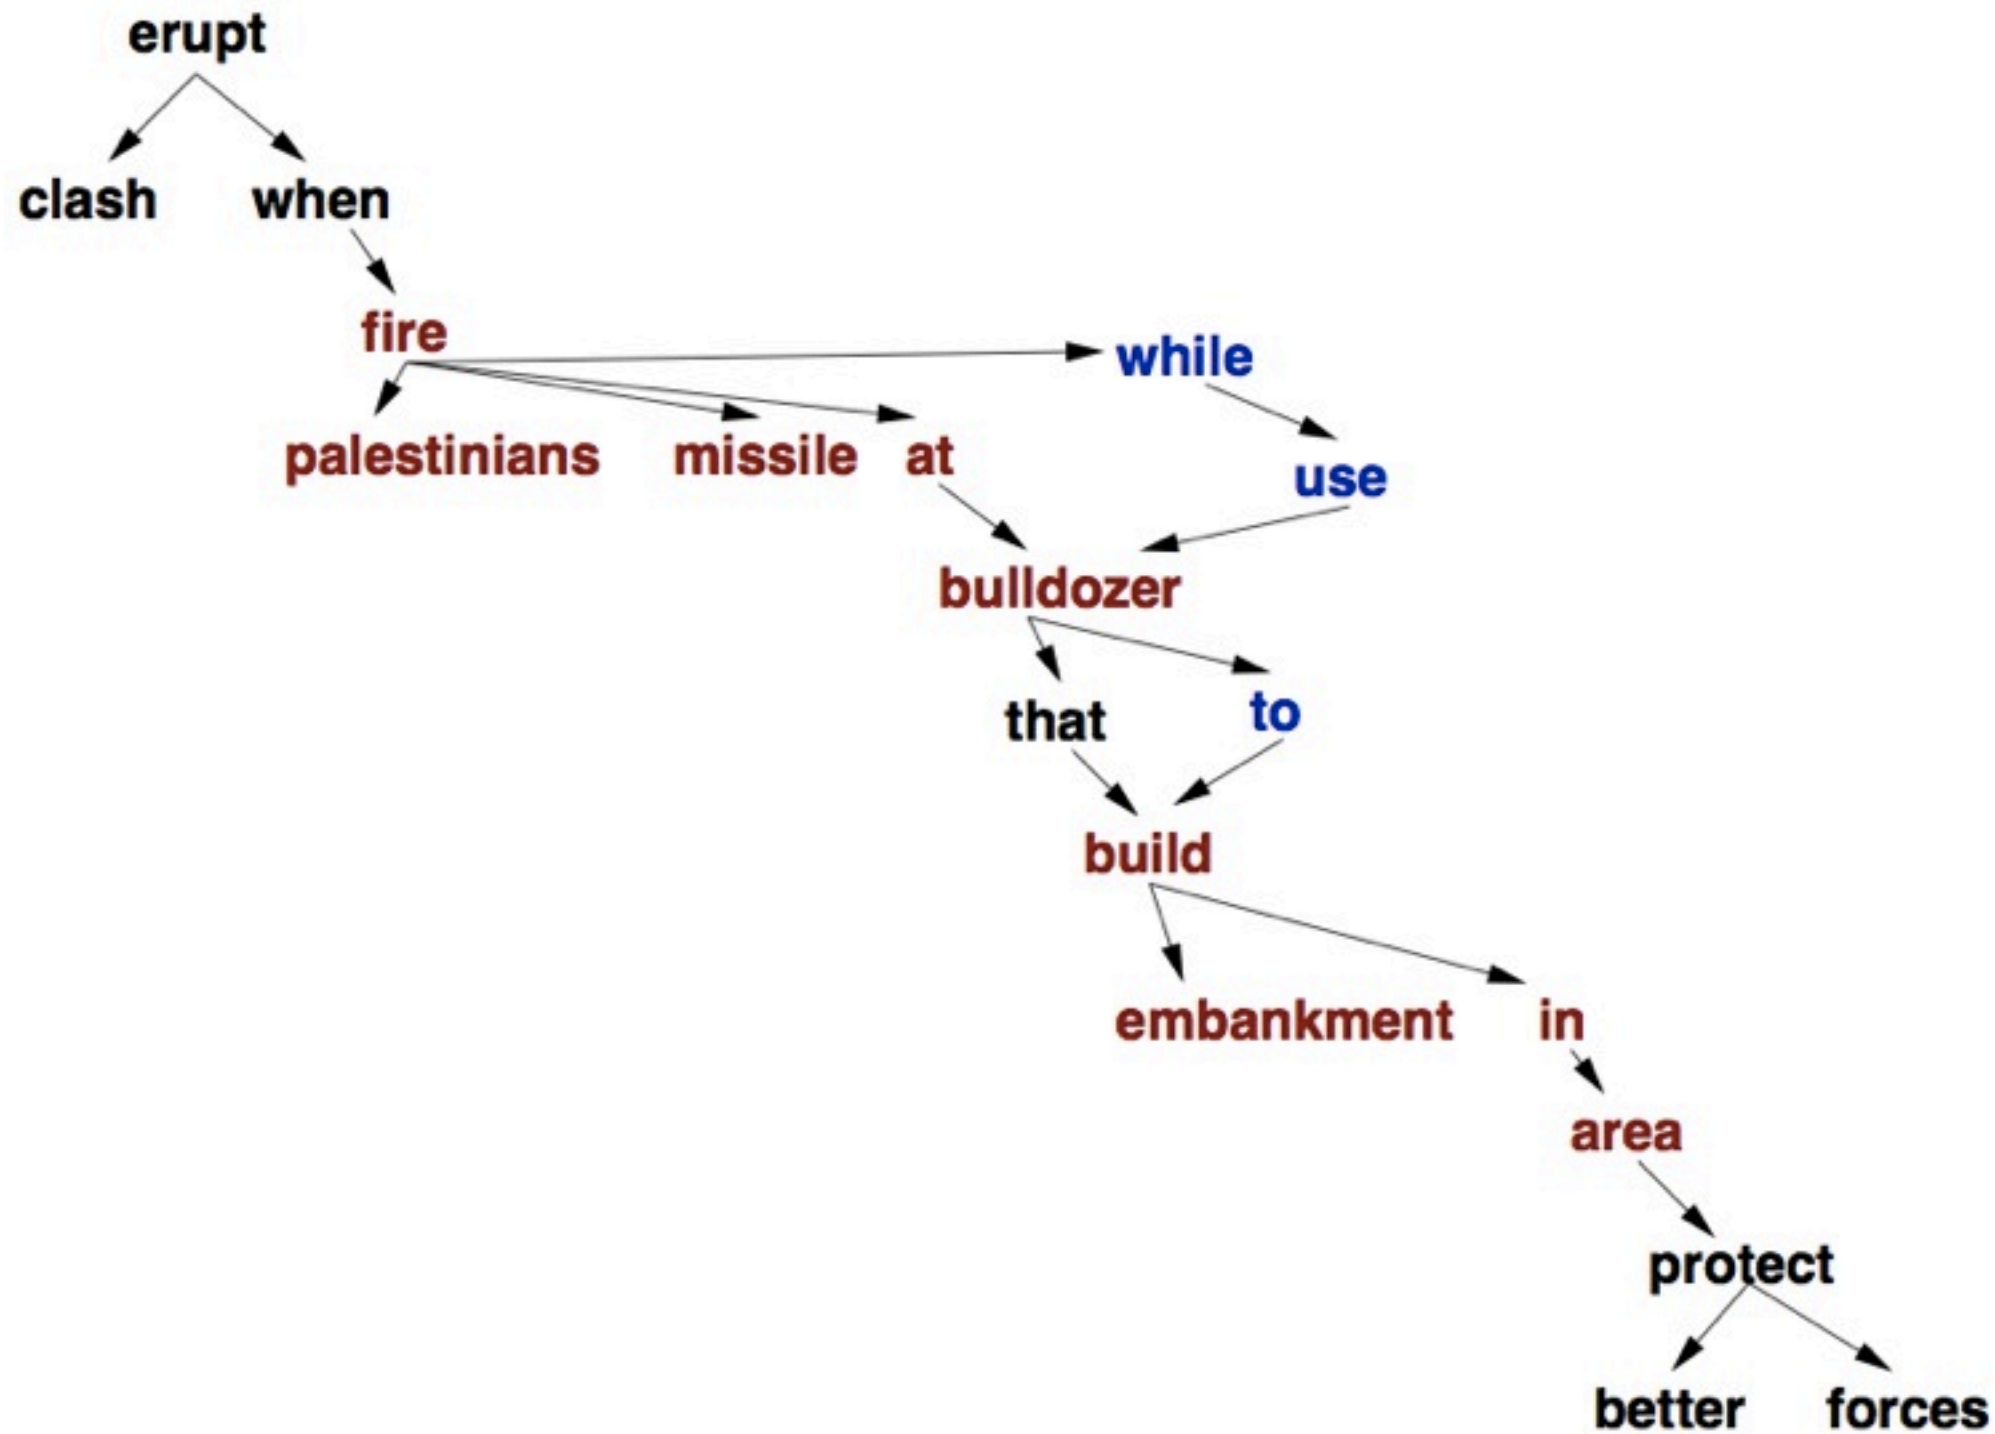 erupt
clash when
fire
while
palestinians missile at
use
bulldozer
that to
build
embankment in
area
protect
better forces